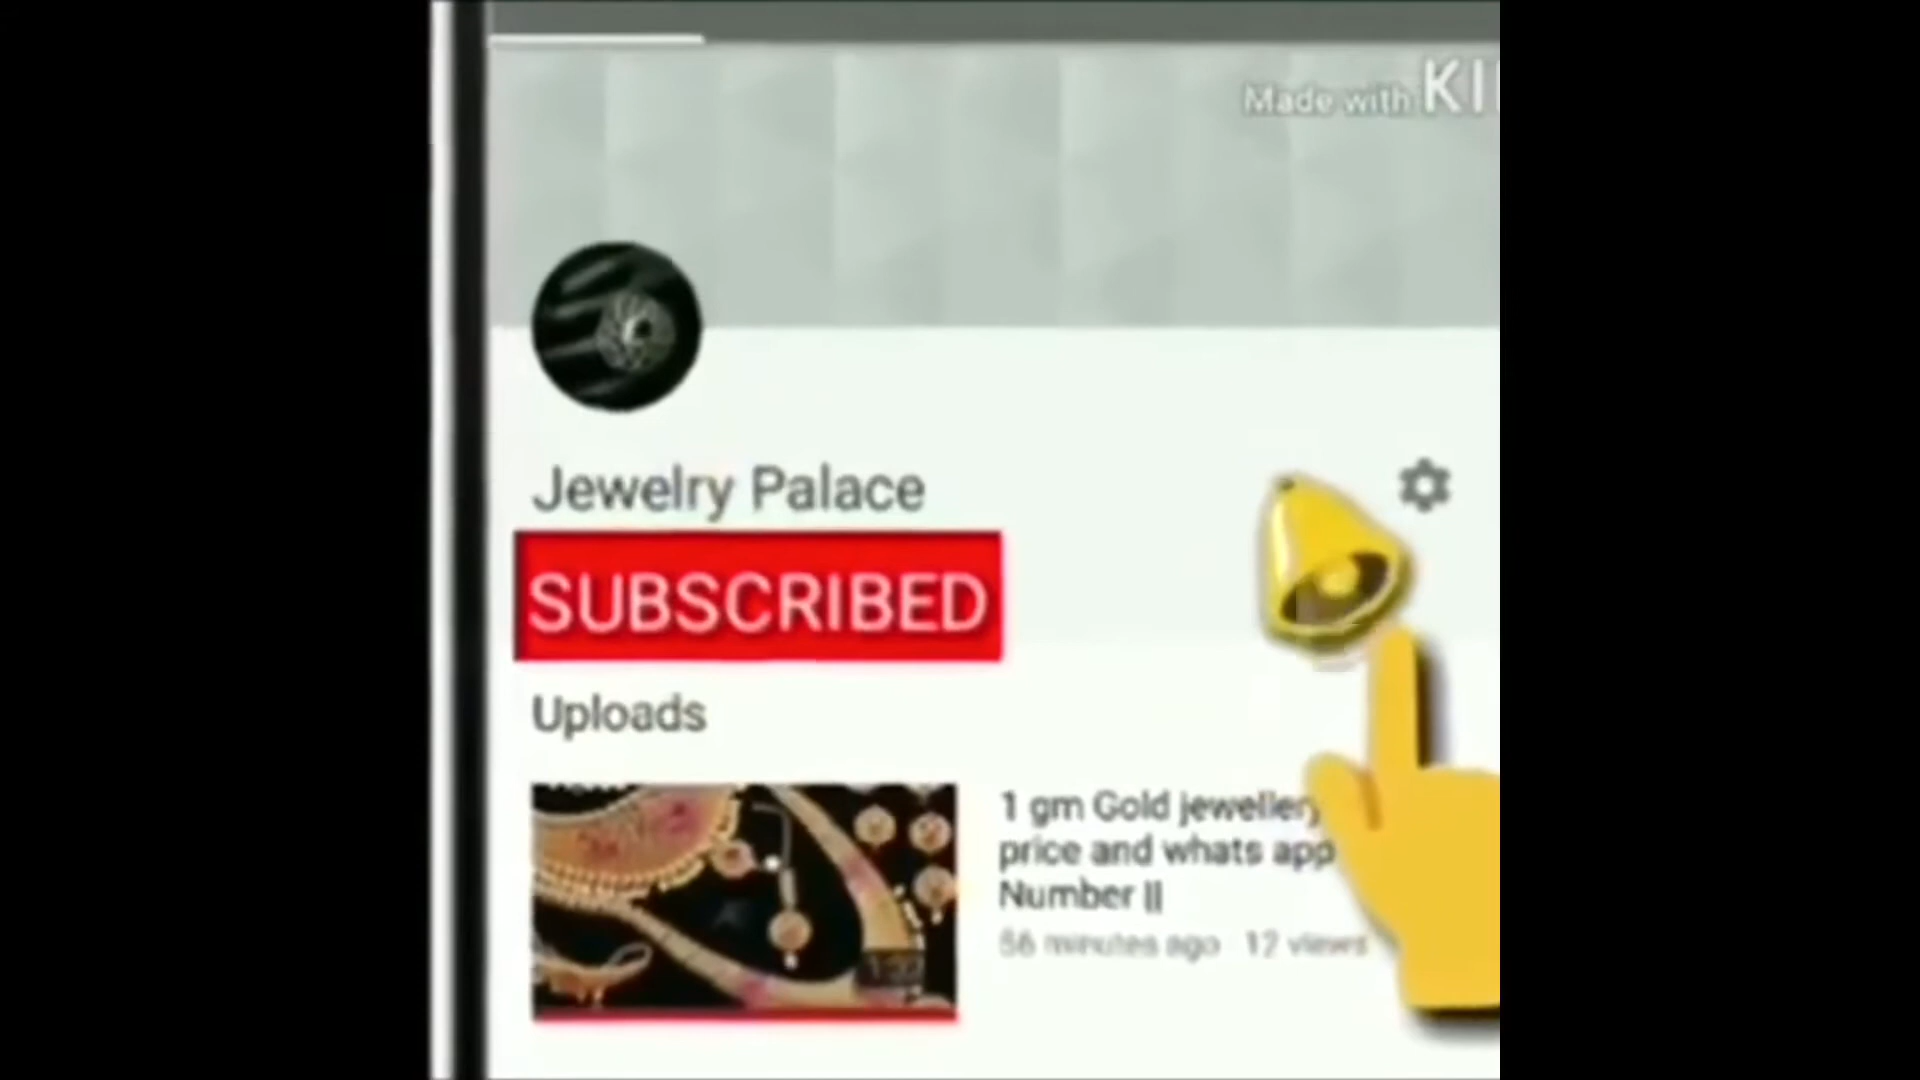 Made with KI
Jewelry Palace
SUBSCRIBED
Uploads
1 gm Gold jewellery
price and whats app
Number ||
56 minutes ago · 12 views